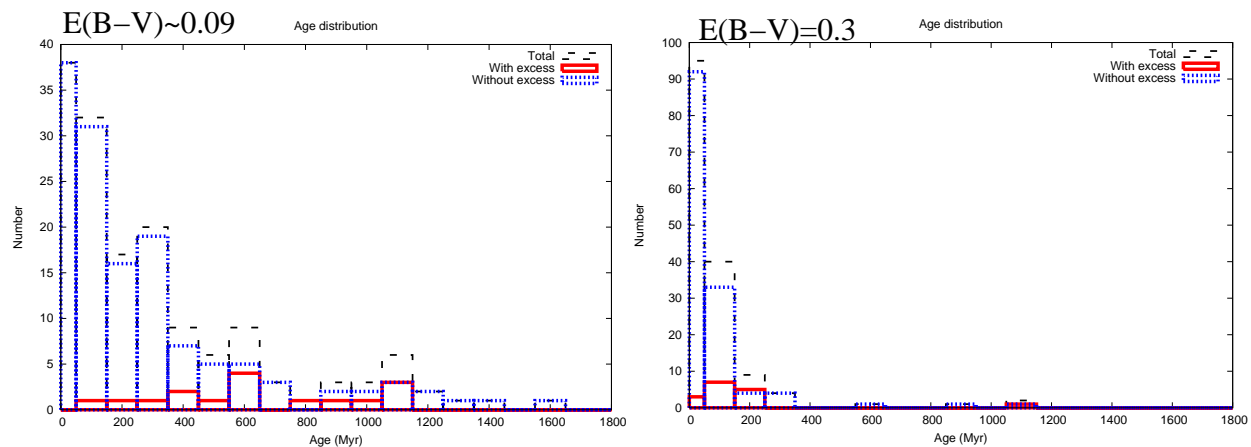 E(B−V)~0.09
Age distribution
Total
With excess
Without excess
Number
40
35
30
25
20
15
10
5
0
0 200 400 600 800 1000 1200 1400 1600 1800
Age (Myr)
E(B−V)=0.3
Age distribution
Total
With excess
Without excess
Number
100
90
80
70
60
50
40
30
20
10
0
0 200 400 600 800 1000 1200 1400 1600 1800
Age (Myr)